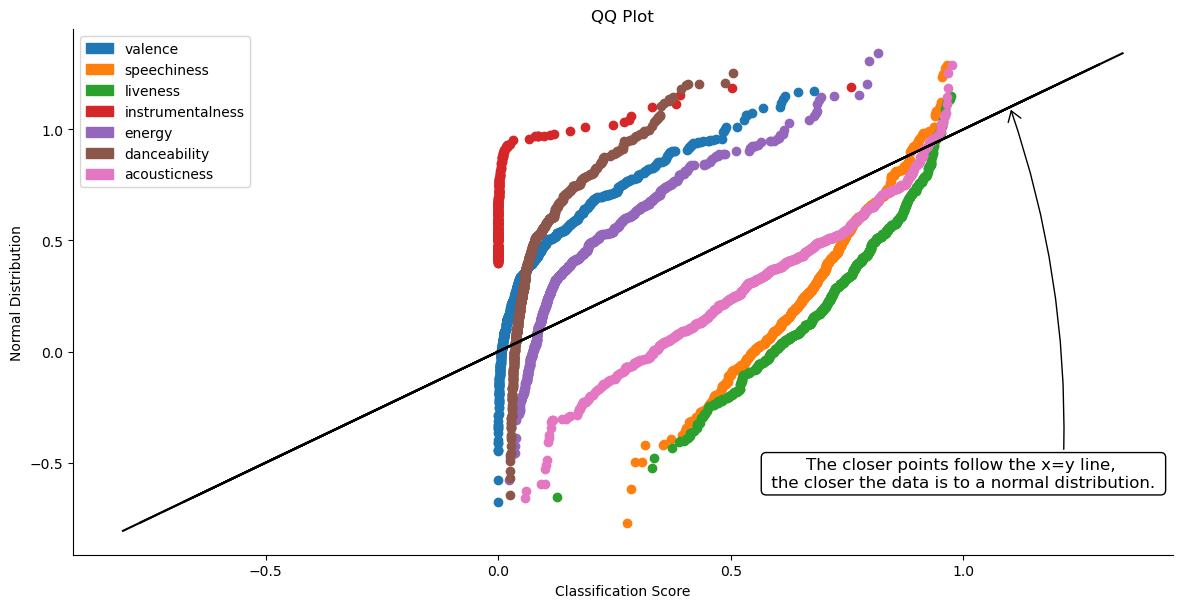 QQ Plot
valence
speechiness
liveness
instrumentalness
energy
danceability
acousticness
1.0
0.5
0.0
−0.5
Normal Distribution
The closer points follow the x=y line,
the closer the data is to a normal distribution.
−0.5
0.0
0.5
1.0
Classification Score